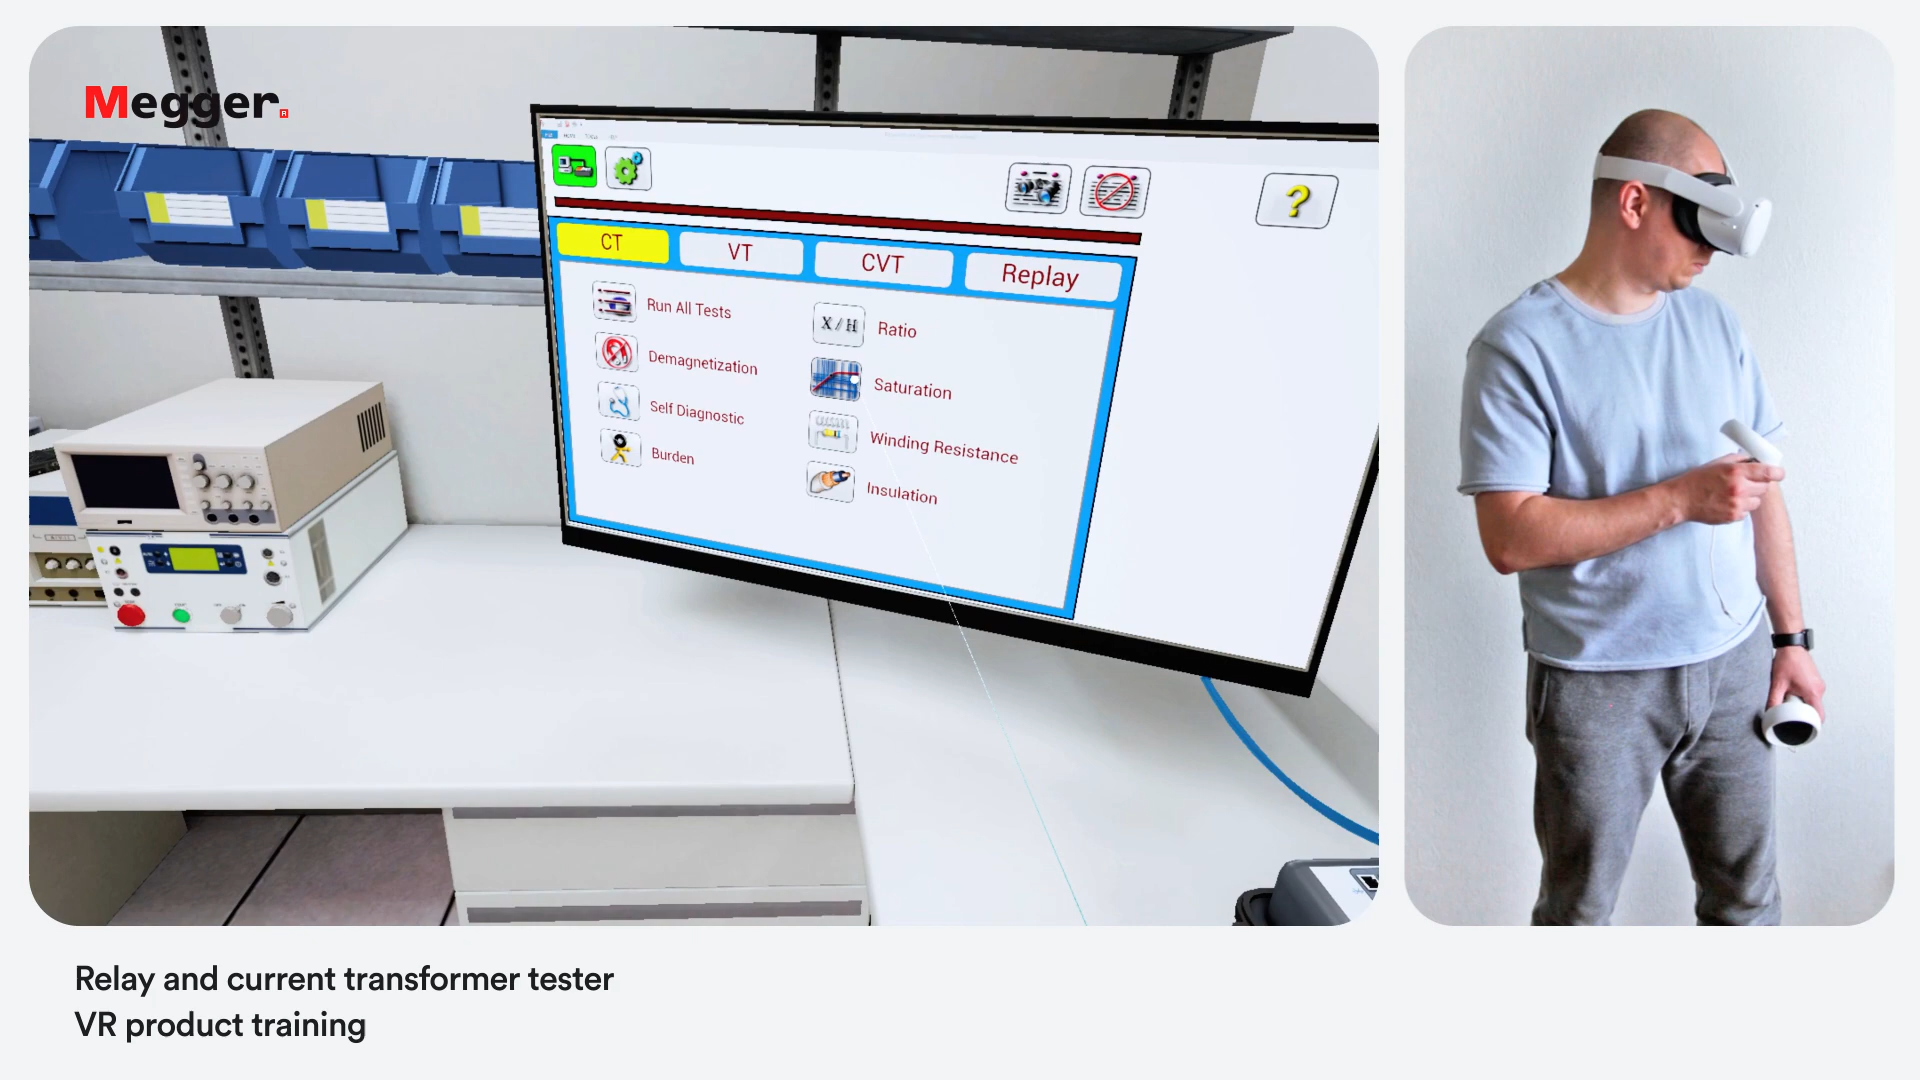 Megger.
CT
VT
CVT
Replay
Run All Tests
Demagnetization
Self Diagnostic
Burden
X/H
Ratio
Saturation
Winding Resistance
Insulation
?
Relay and current transformer tester
VR product training